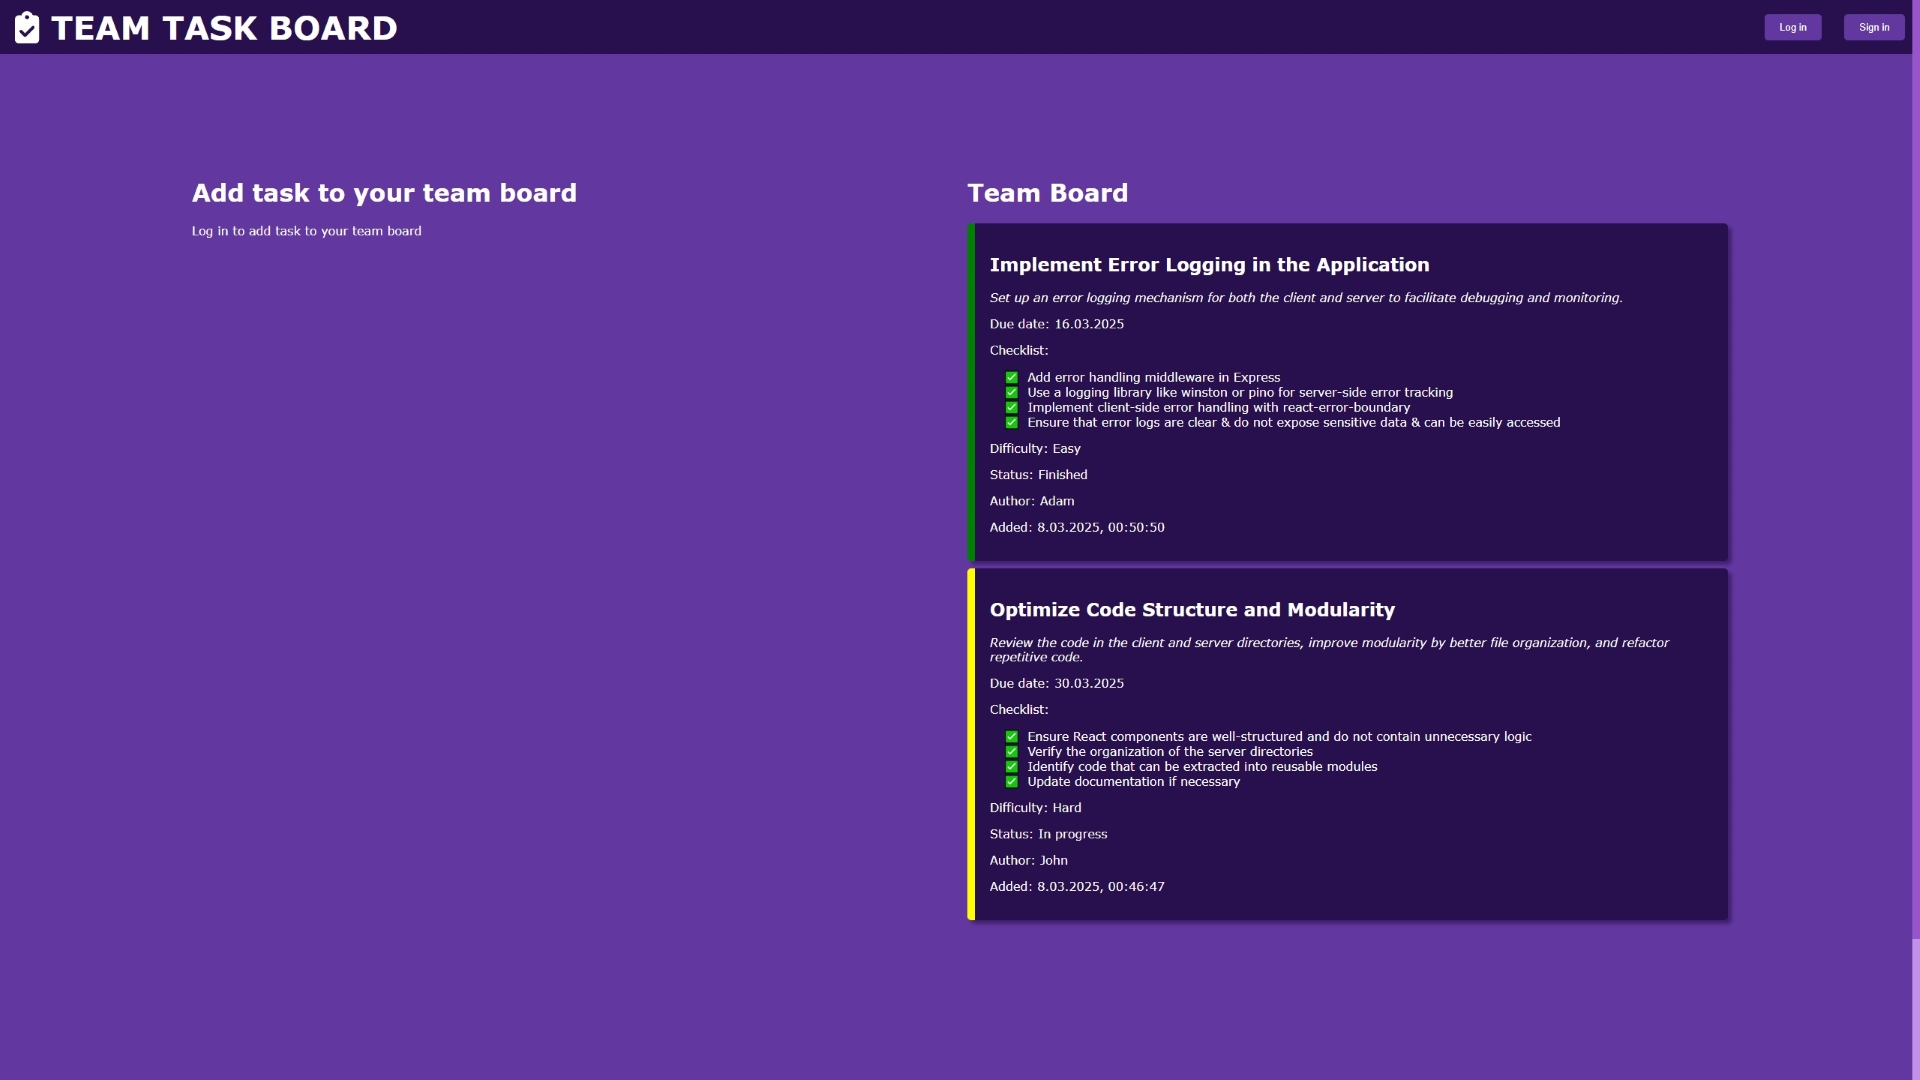 TEAM TASK BOARD
Log in
Sign in
Add task to your team board
Log in to add task to your team board
Team Board
Implement Error Logging in the Application
Set up an error logging mechanism for both the client and server to facilitate debugging and monitoring.
Due date: 16.03.2025
Checklist:
Add error handling middleware in Express
Use a logging library like winston or pino for server-side error tracking
Implement client-side error handling with react-error-boundary
Ensure that error logs are clear & do not expose sensitive data & can be easily accessed
Difficulty: Easy
Status: Finished
Author: Adam
Added: 8.03.2025, 00:50:50
Optimize Code Structure and Modularity
Review the code in the client and server directories, improve modularity by better file organization, and refactor
repetitive code.
Due date: 30.03.2025
Checklist:
Ensure React components are well-structured and do not contain unnecessary logic
Verify the organization of the server directories
Identify code that can be extracted into reusable modules
Update documentation if necessary
Difficulty: Hard
Status: In progress
Author: John
Added: 8.03.2025, 00:46:47